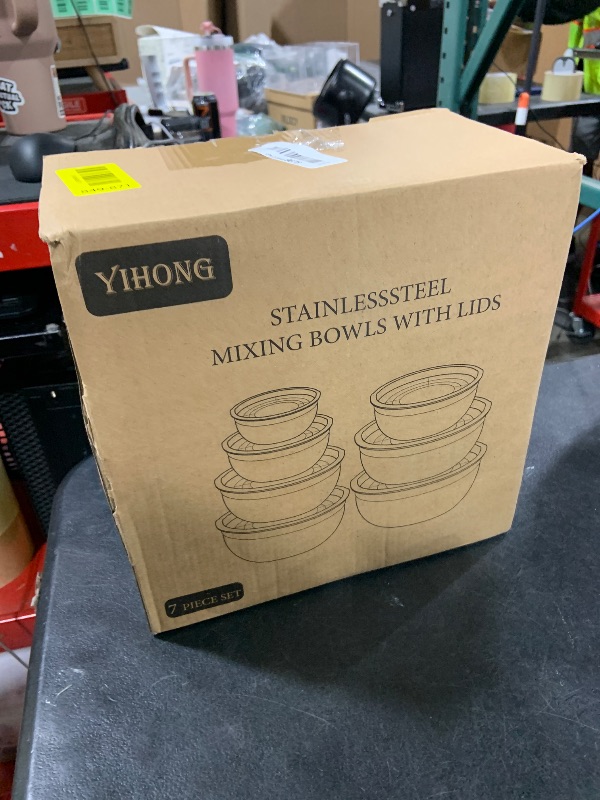 YIHONG
STAINLESSSTEEL
MIXING BOWLS WITH LIDS
7 PIECE SET